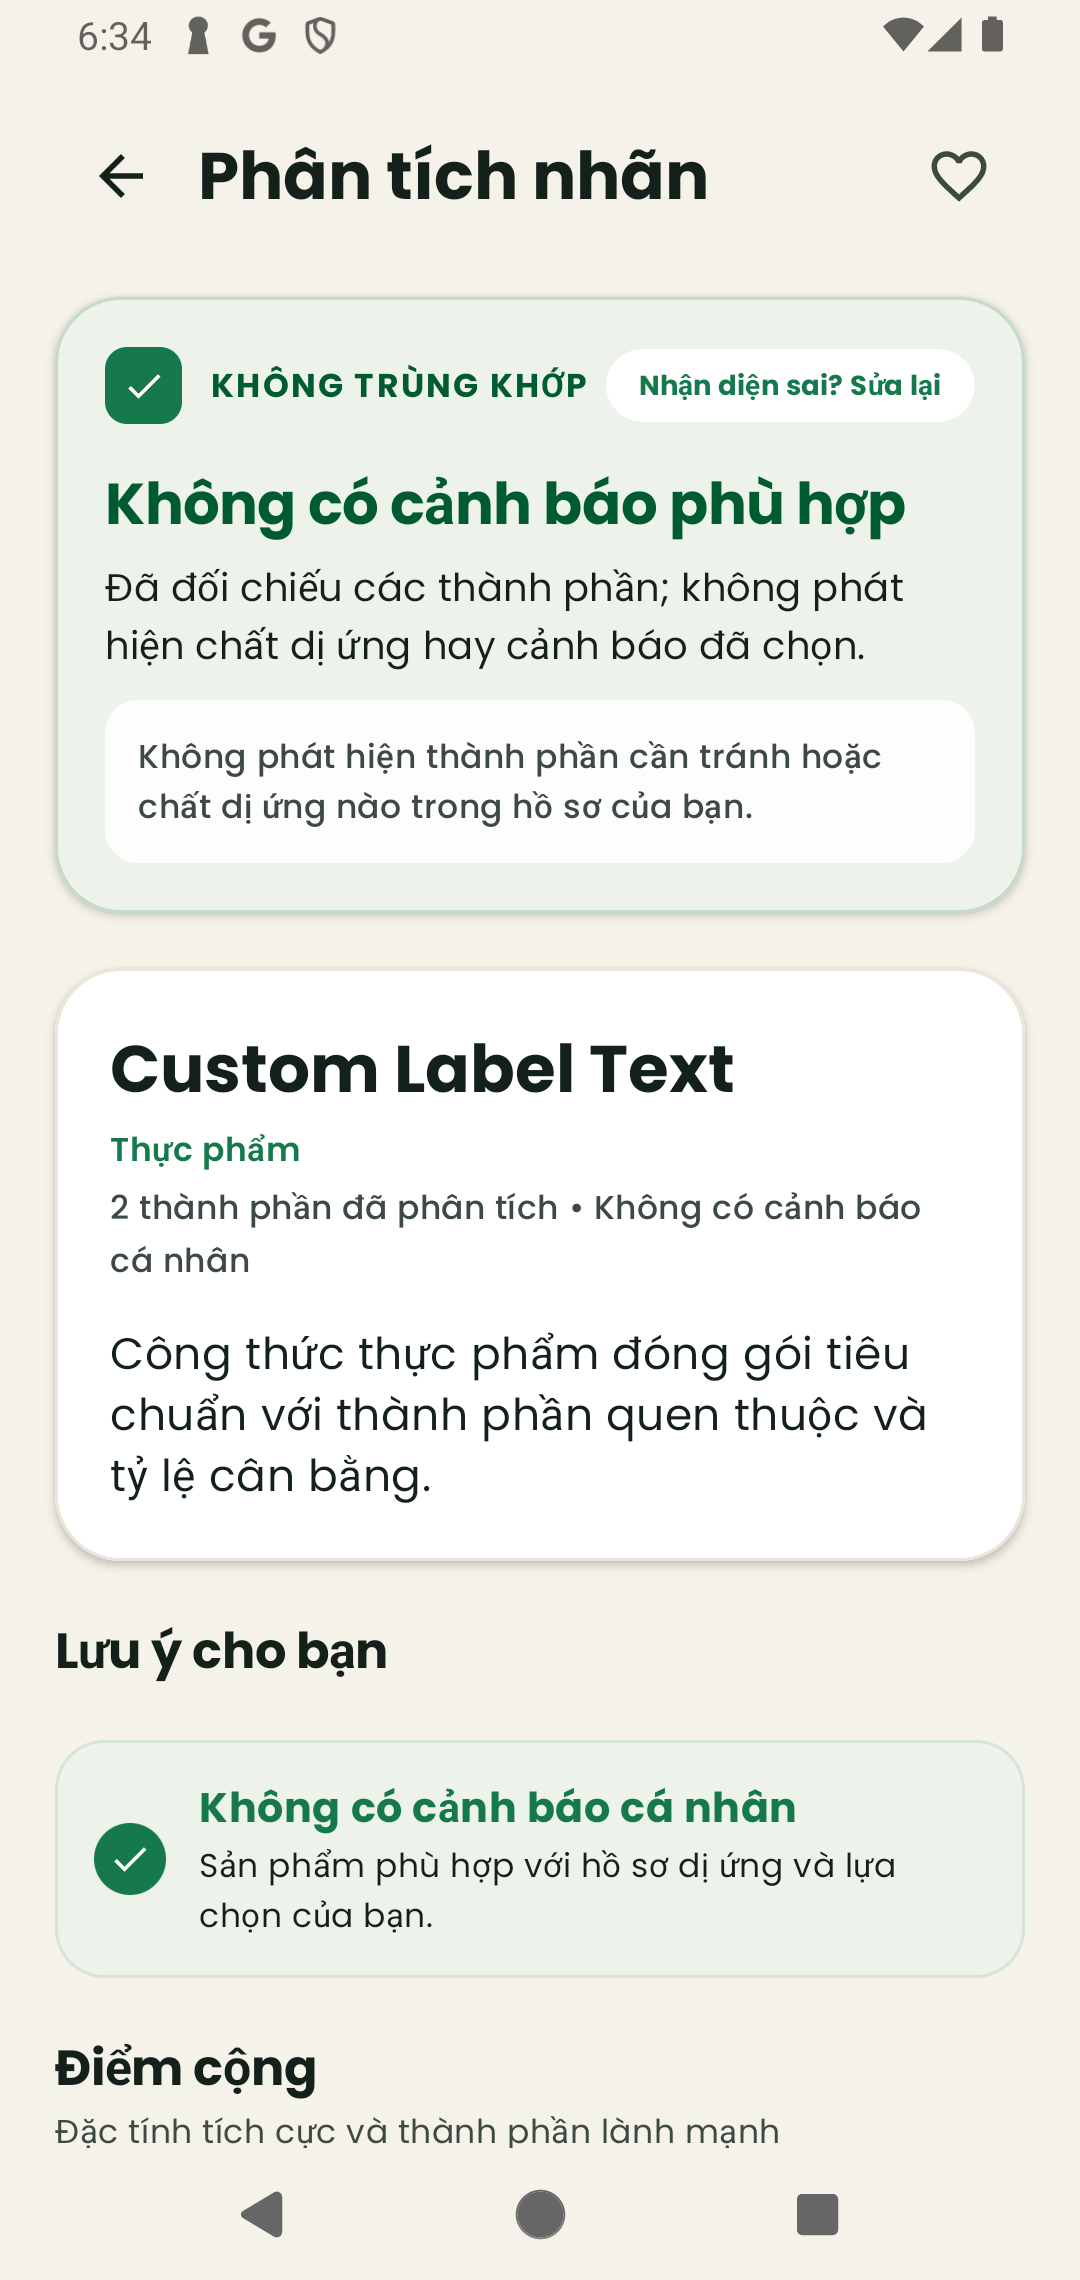 6:34
Phân tích nhãn
KHÔNG TRÙNG KHỚP
Nhận diện sai? Sửa lại
Không có cảnh báo phù hợp
Đã đối chiếu các thành phần; không phát
hiện chất dị ứng hay cảnh báo đã chọn.
Không phát hiện thành phần cần tránh hoặc
chất dị ứng nào trong hồ sơ của bạn.
Custom Label Text
Thực phẩm
2 thành phần đã phân tích • Không có cảnh báo
cá nhân
Công thức thực phẩm đóng gói tiêu
chuẩn với thành phần quen thuộc và
tỷ lệ cân bằng.
Lưu ý cho bạn
Không có cảnh báo cá nhân
Sản phẩm phù hợp với hồ sơ dị ứng và lựa
chọn của bạn.
Điểm cộng
Đặc tính tích cực và thành phần lành mạnh